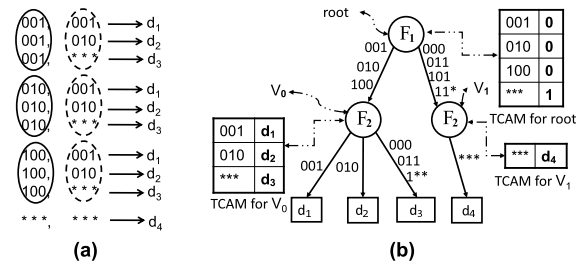 001, 001 d1
001, 010 d2
001, * * * d3
010, 001 d1
010, 010 d2
010, * * * d3
100, 001 d1
100, 010 d2
100, * * * d3
* * *, * * * d4
(a)
root
F1
001
010
100
000
011
101
11*
001 0
010 0
100 0
*** 1
TCAM for root
V0
V1
F2
F2
001 d1
010 d2
*** d3
TCAM for V0
001
010
000
011
1**
***
*** d4
TCAM for V1
d1
d2
d3
d4
(b)